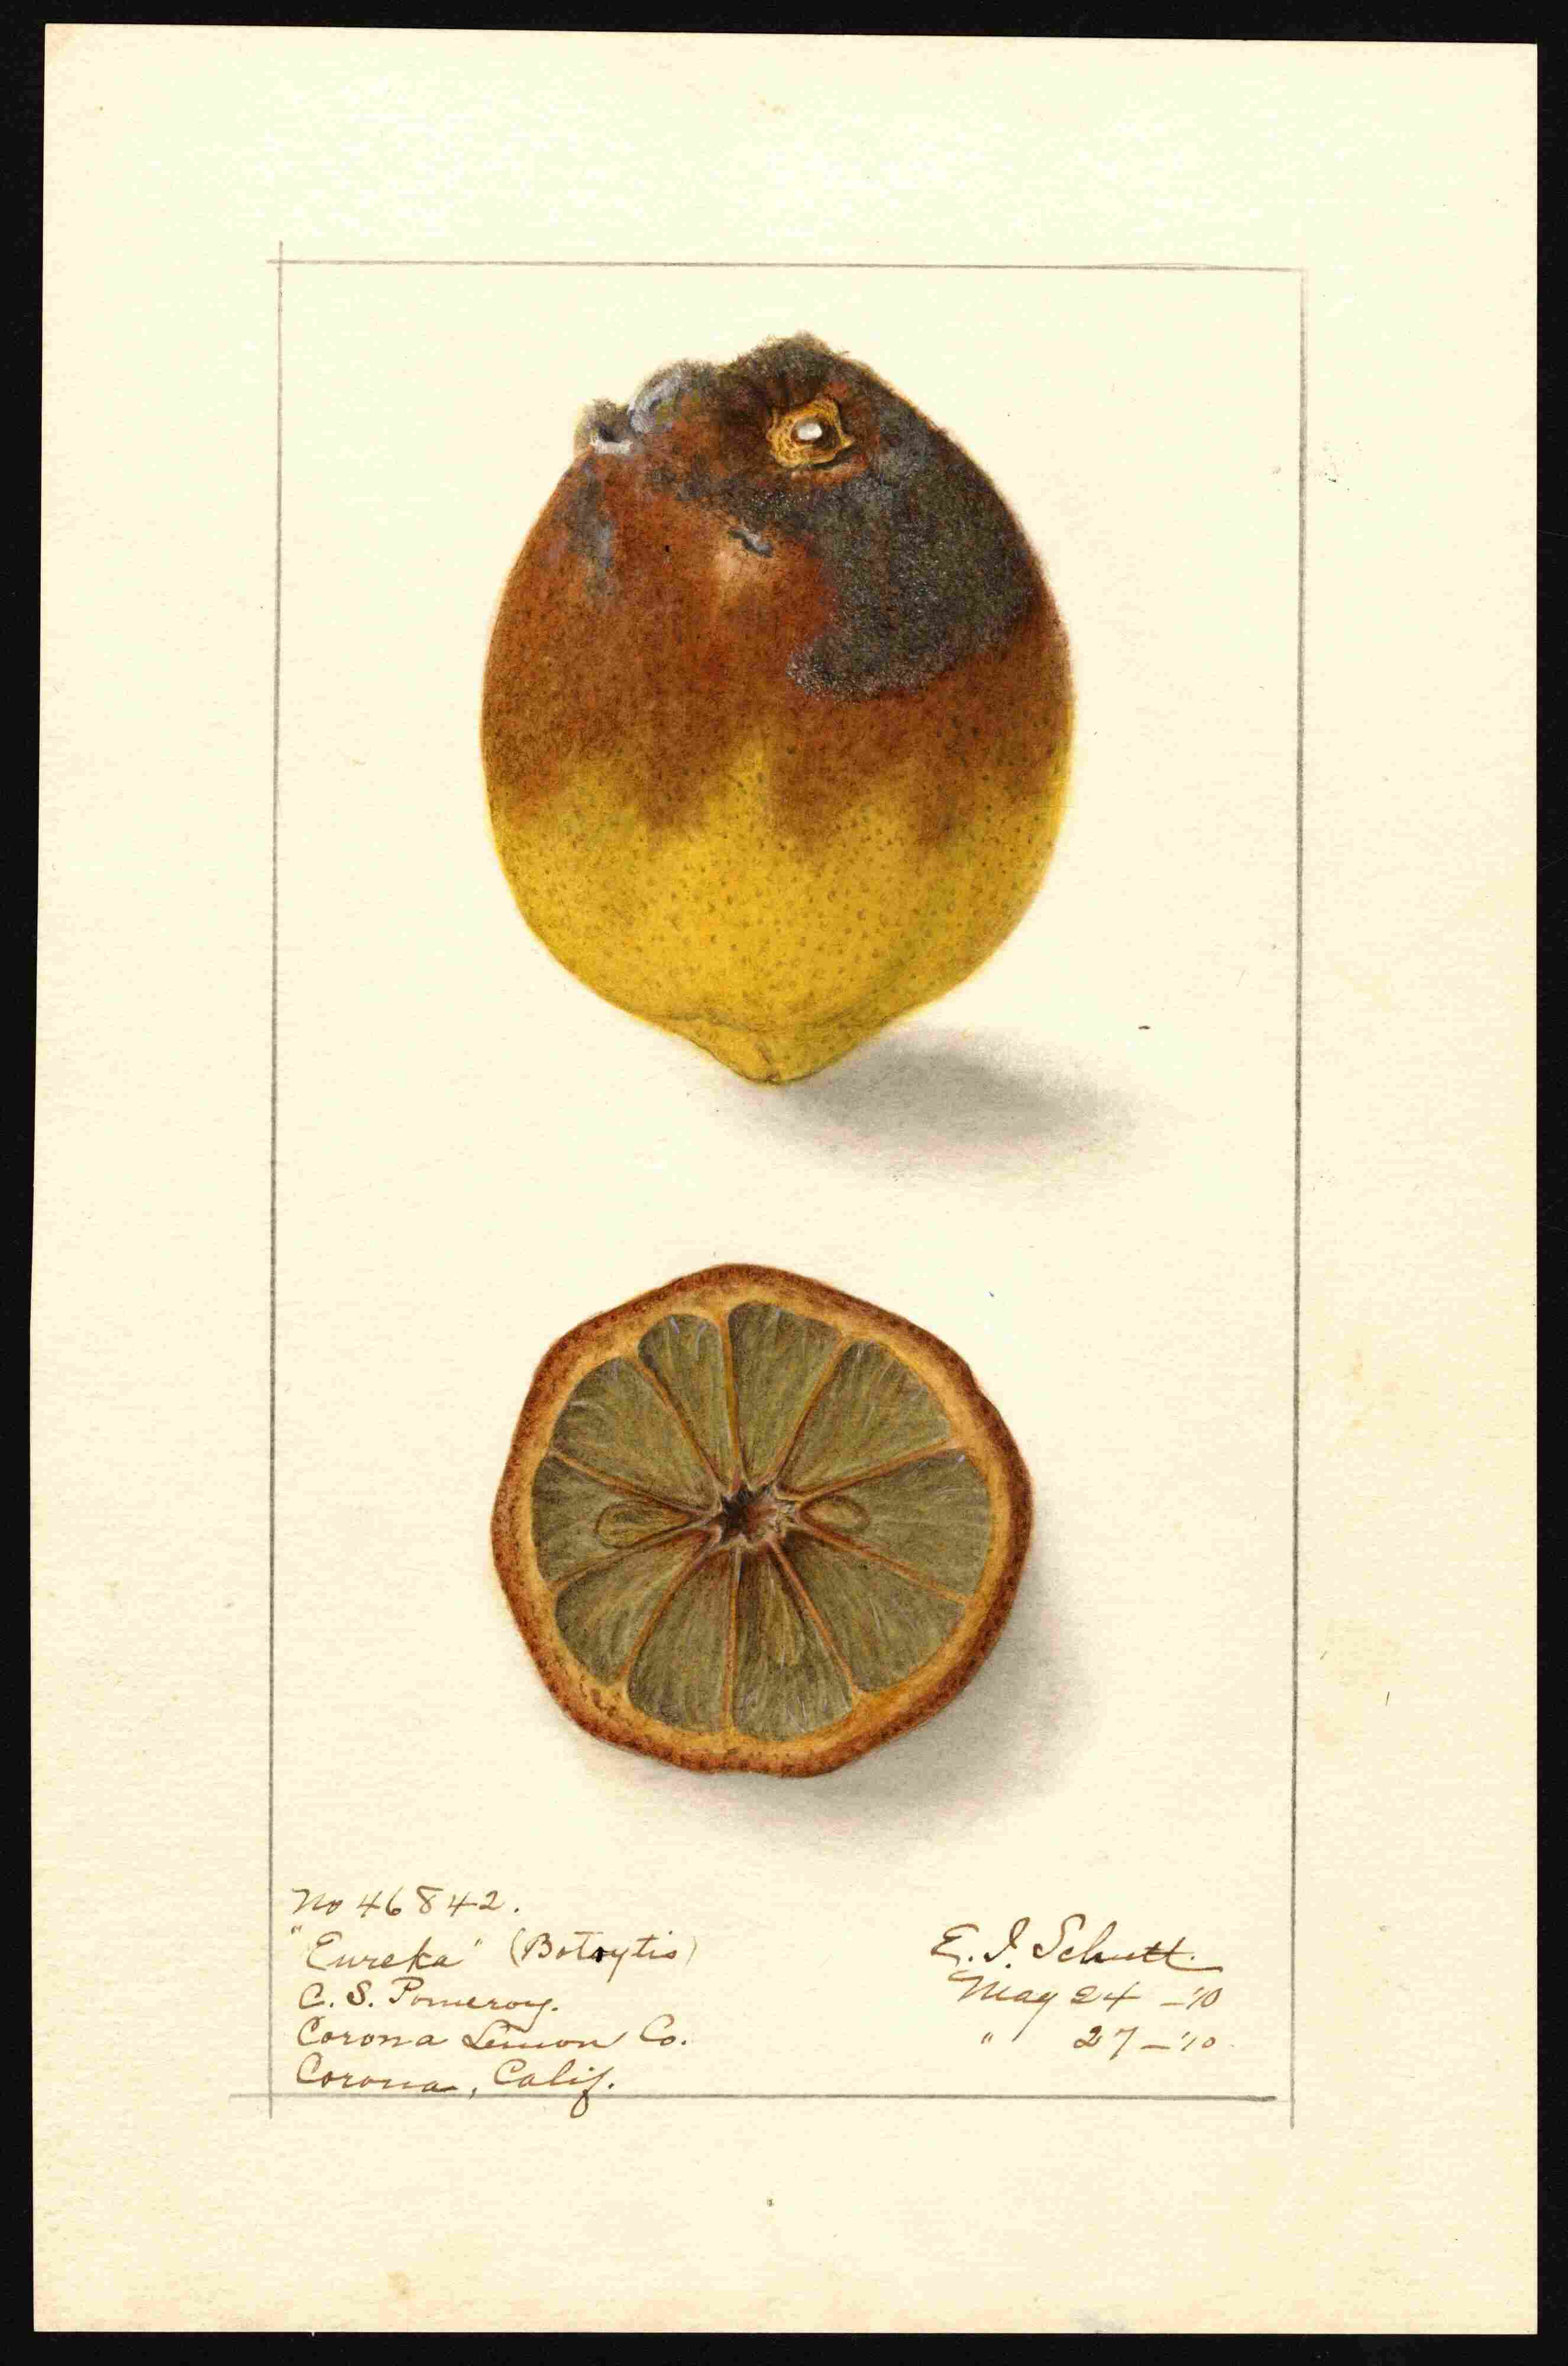 No 46842.
"Eureka" (Botrytis)
C. S. Pomeroy.
Corona Lemon Co.
Corona, Calif.
E. I. Schutt.
May 24 - '10
" 27 - '10.